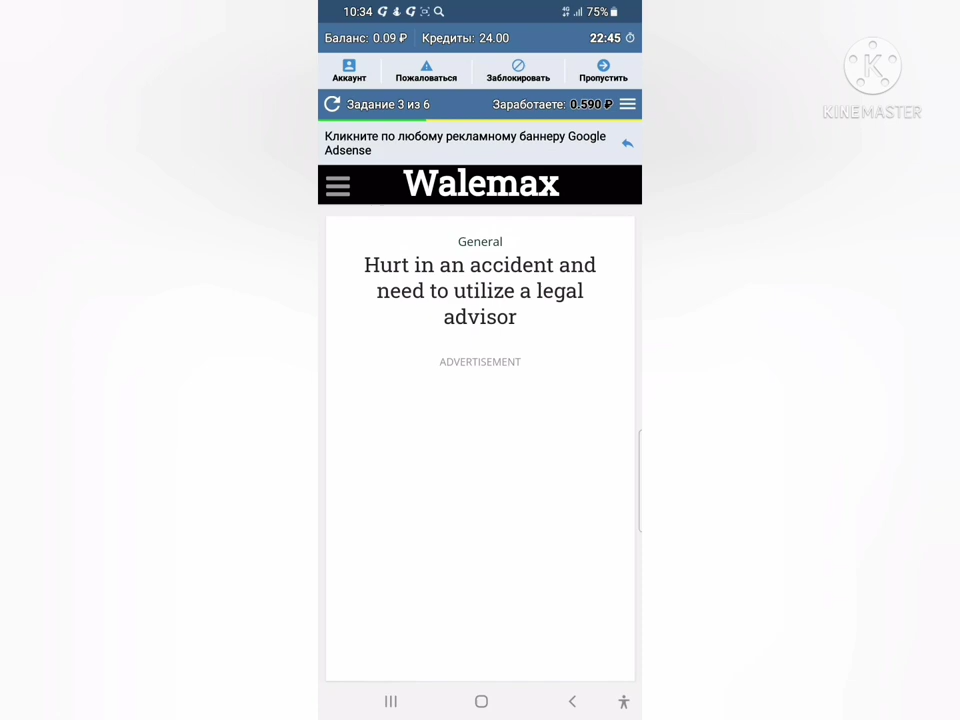 10:34 75%
Баланс: 0.09 ₽ Кредиты: 24.00 22:45
Аккаунт Пожаловаться Заблокировать Пропустить
Задание 3 из 6 Заработаете: 0.590 ₽
Кликните по любому рекламному баннеру Google
Adsense
Walemax
General
Hurt in an accident and
need to utilize a legal
advisor
ADVERTISEMENT
K
KINEMASTER